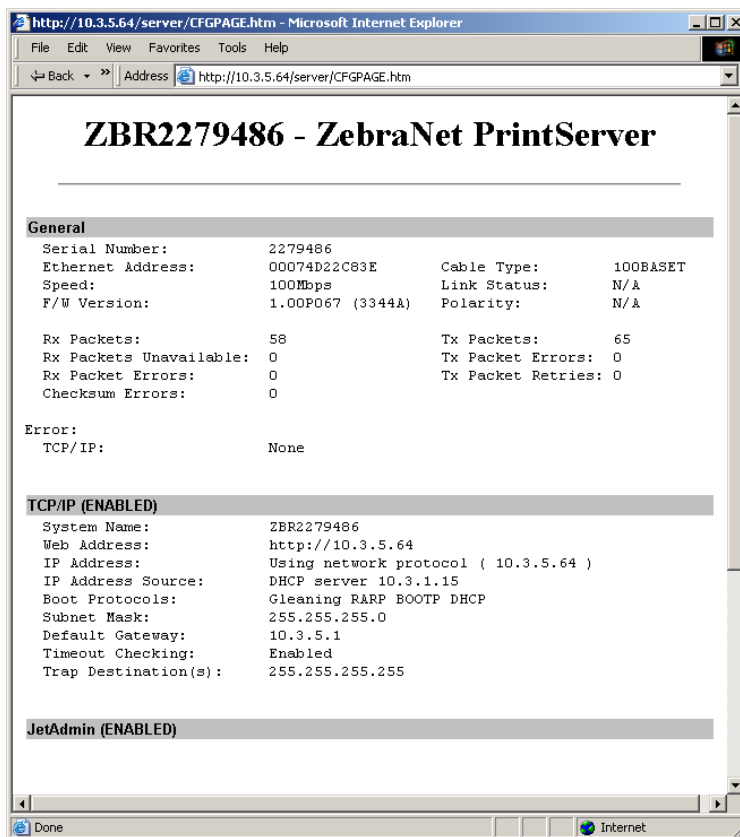 http://10.3.5.64/server/CFGPAGE.htm - Microsoft Internet Explorer
File Edit View Favorites Tools Help
Back » Address http://10.3.5.64/server/CFGPAGE.htm
ZBR2279486 - ZebraNet PrintServer
General
Serial Number: 2279486
Ethernet Address: 00074D22C83E Cable Type: 100BASET
Speed: 100Mbps Link Status: N/A
F/W Version: 1.00P067 (3344A) Polarity: N/A
Rx Packets: 58 Tx Packets: 65
Rx Packets Unavailable: 0 Tx Packet Errors: 0
Rx Packet Errors: 0 Tx Packet Retries: 0
Checksum Errors: 0
Error:
TCP/IP: None
TCP/IP (ENABLED)
System Name: ZBR2279486
Web Address: http://10.3.5.64
IP Address: Using network protocol ( 10.3.5.64 )
IP Address Source: DHCP server 10.3.1.15
Boot Protocols: Gleaning RARP BOOTP DHCP
Subnet Mask: 255.255.255.0
Default Gateway: 10.3.5.1
Timeout Checking: Enabled
Trap Destination(s): 255.255.255.255
JetAdmin (ENABLED)
Done Internet